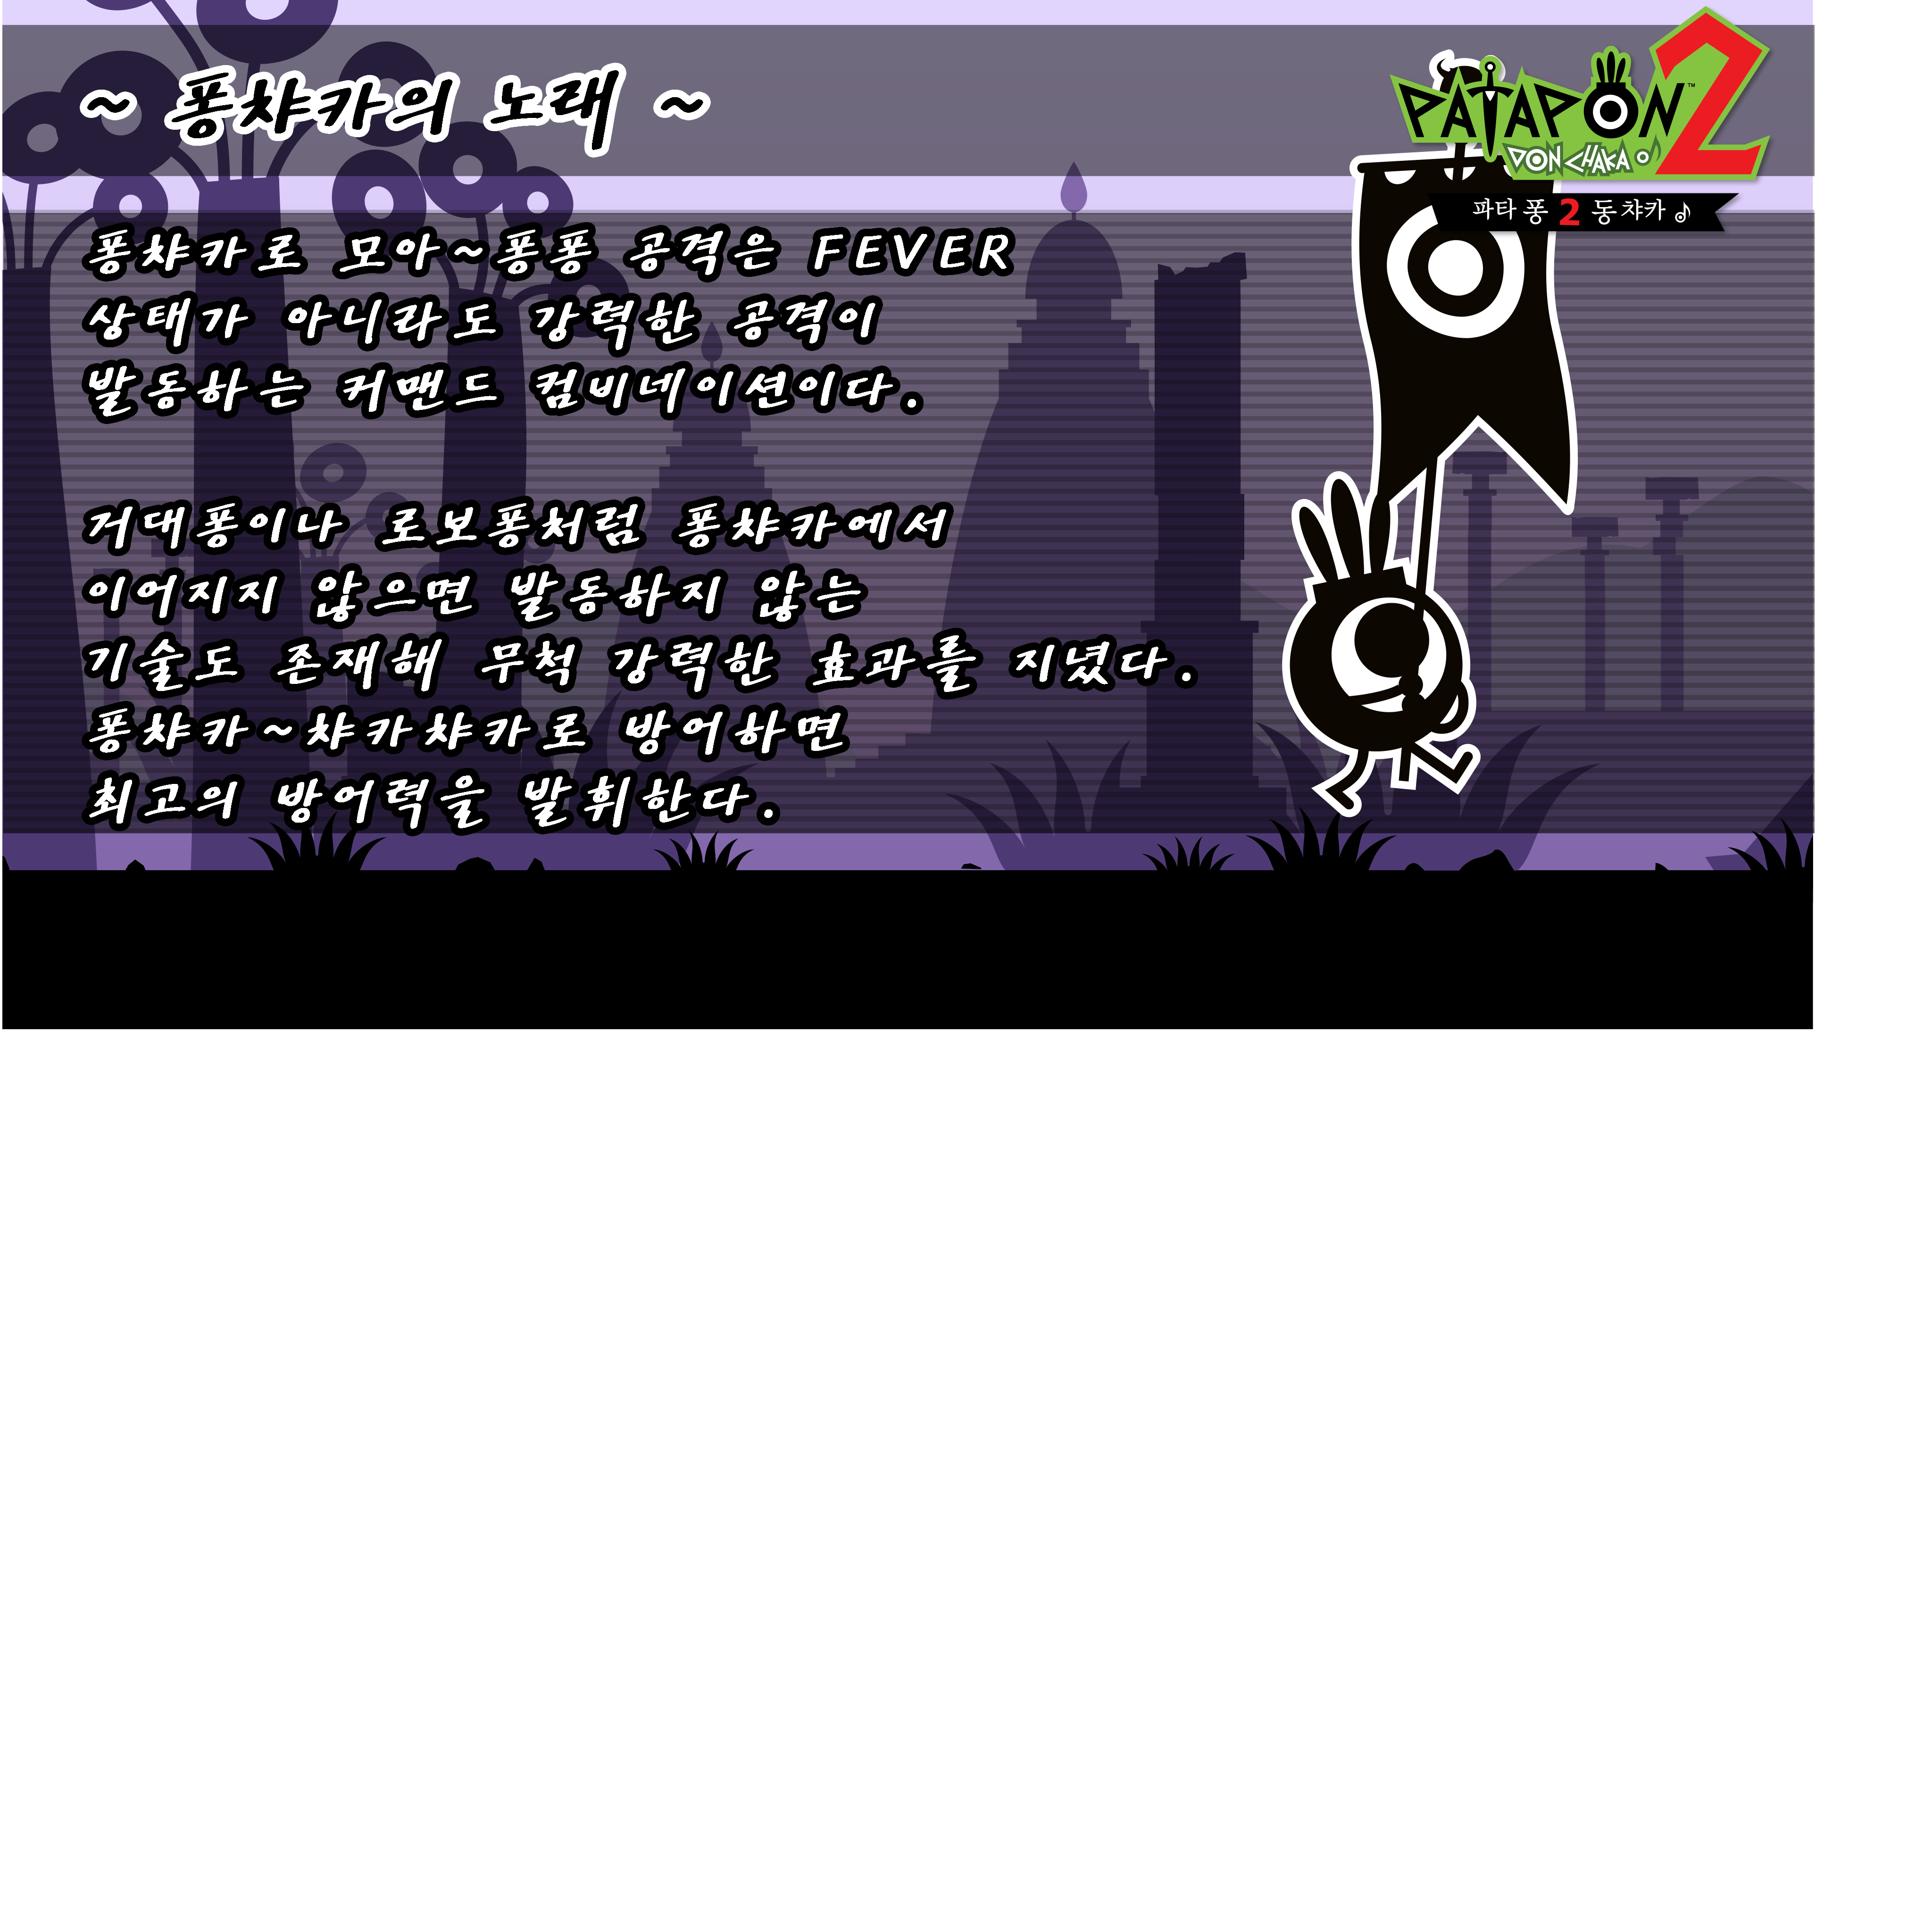 ~ 퐁챠카의 노래 ~
PATAPON™ 2
DON CHAKA ♪
파타퐁 2 동챠카 ♪
퐁챠카로 모아~퐁퐁 공격은 FEVER
상태가 아니라도 강력한 공격이
발동하는 커맨드 컴비네이션이다.
거대퐁이나 로보퐁처럼 퐁챠카에서
이어지지 않으면 발동하지 않는
기술도 존재해 무척 강력한 효과를 지녔다.
퐁챠카~챠카챠카로 방어하면
최고의 방어력을 발휘한다.